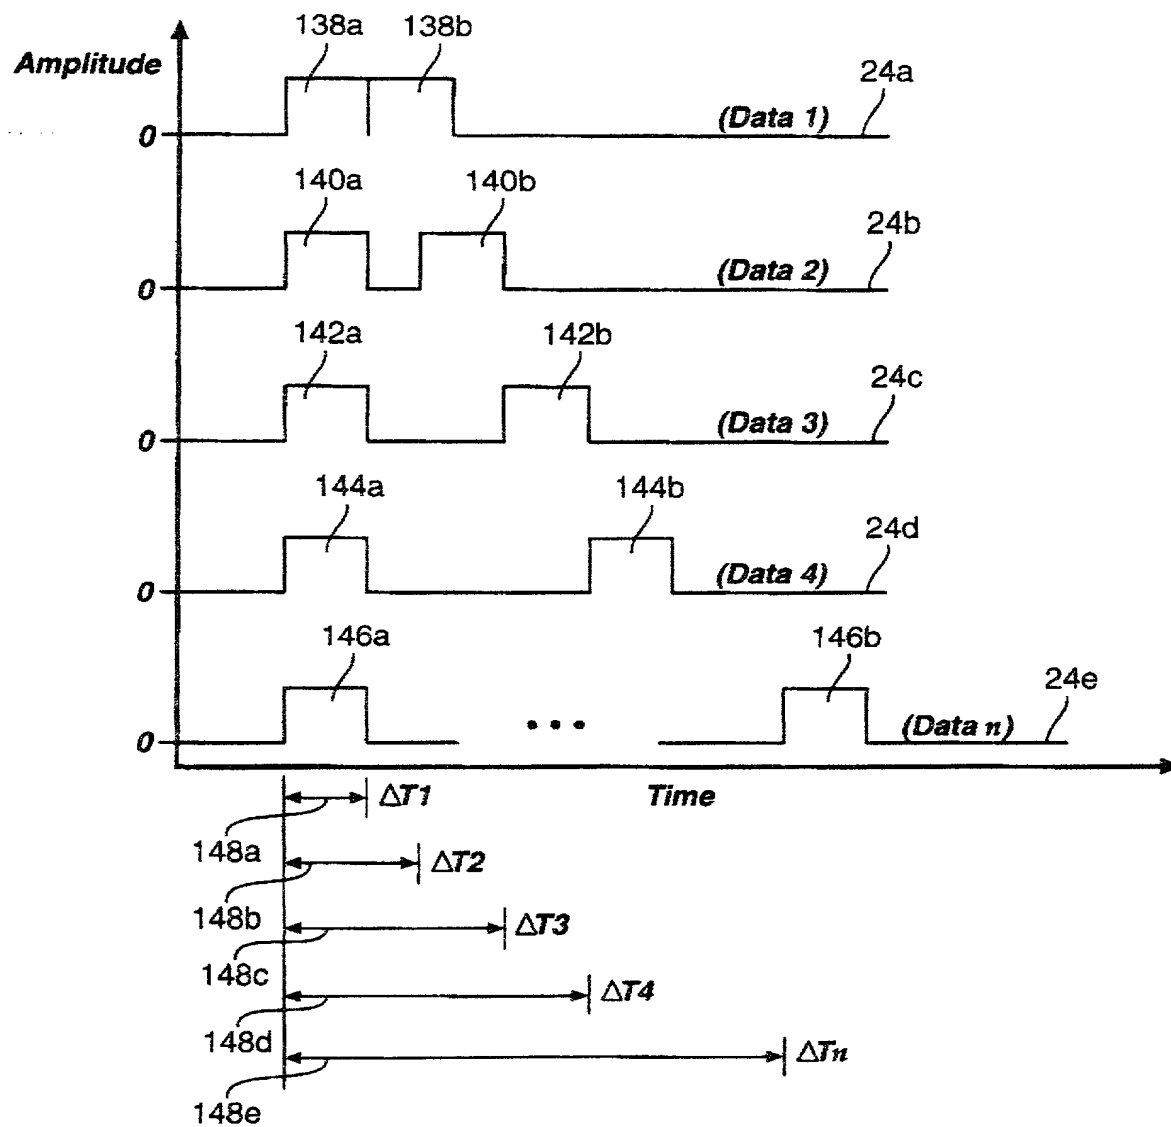 138a 138b
Amplitude
24a
0 (Data 1)
140a 140b
24b
0 (Data 2)
142a 142b
24c
0 (Data 3)
144a 144b
24d
0 (Data 4)
146a 146b
24e
0 ... (Data n)
ΔT1 Time
148a
ΔT2
148b
ΔT3
148c
ΔT4
148d
ΔTn
148e